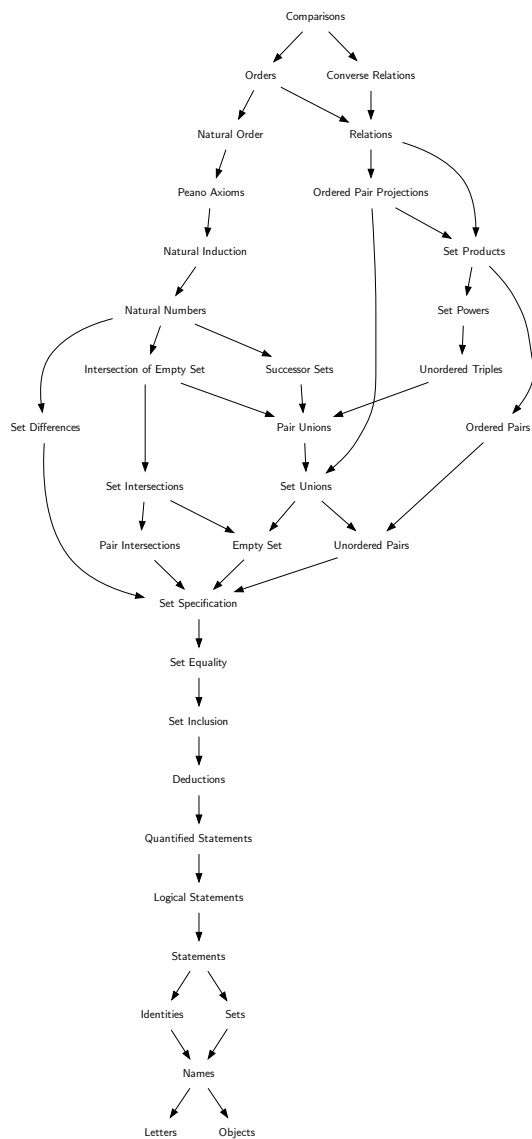 Comparisons
Orders
Converse Relations
Natural Order
Relations
Peano Axioms
Ordered Pair Projections
Natural Induction
Set Products
Natural Numbers
Set Powers
Intersection of Empty Set
Successor Sets
Unordered Triples
Set Differences
Pair Unions
Ordered Pairs
Set Intersections
Set Unions
Pair Intersections
Empty Set
Unordered Pairs
Set Specification
Set Equality
Set Inclusion
Deductions
Quantified Statements
Logical Statements
Statements
Identities
Sets
Names
Letters
Objects